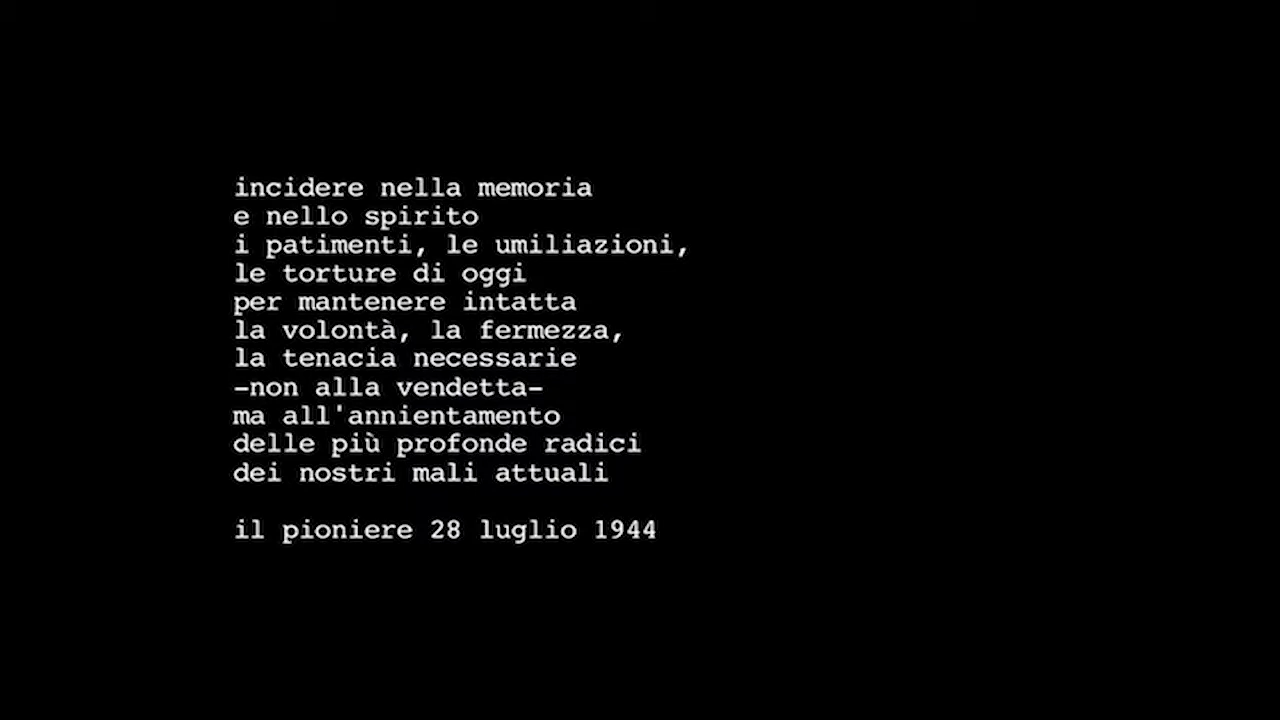 incidere nella memoria
e nello spirito
i patimenti, le umiliazioni,
le torture di oggi
per mantenere intatta
la volontà, la fermezza,
la tenacia necessarie
-non alla vendetta-
ma all'annientamento
delle più profonde radici
dei nostri mali attuali
il pioniere 28 luglio 1944